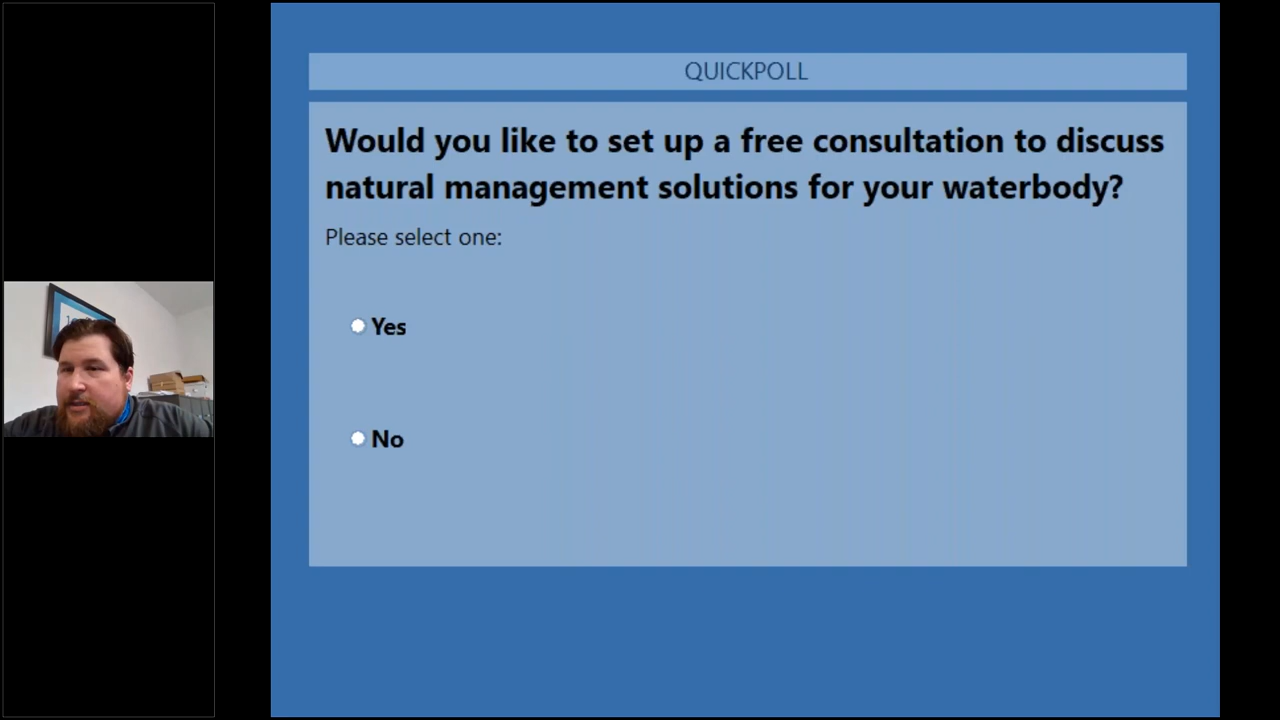 QUICKPOLL
Would you like to set up a free consultation to discuss
natural management solutions for your waterbody?
Please select one:
Yes
No